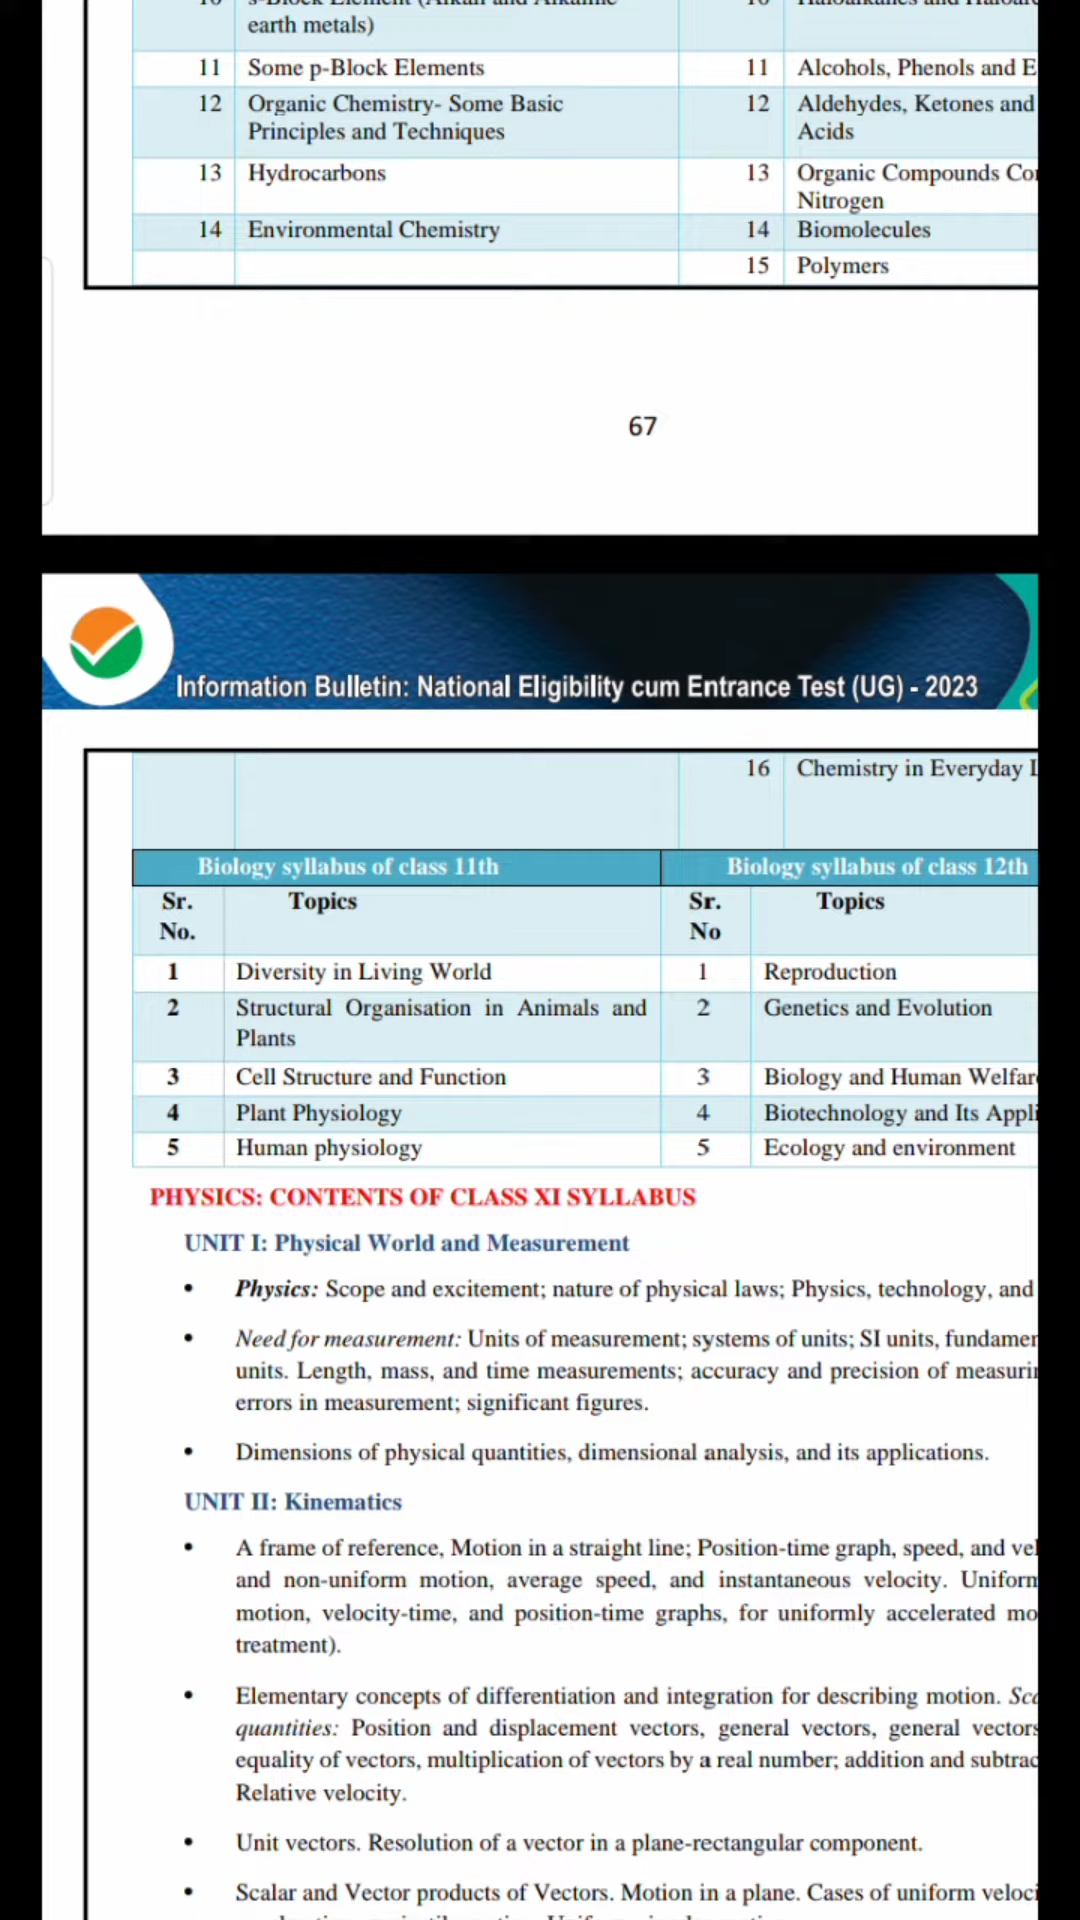 earth metals)
11 Some p-Block Elements 11 Alcohols, Phenols and E
12 Organic Chemistry- Some Basic 12 Aldehydes, Ketones and
Principles and Techniques Acids
13 Hydrocarbons 13 Organic Compounds
Nitrogen
14 Environmental Chemistry 14 Biomolecules
15 Polymers
67
Information Bulletin: National Eligibility cum Entrance Test (UG) - 2023
16 Chemistry in Everyday
Biology syllabus of class 11th Biology syllabus of class 12th
Sr. Topics Sr. Topics
No. No
1 Diversity in Living World 1 Reproduction
2 Structural Organisation in Animals and 2 Genetics and Evolution
Plants
3 Cell Structure and Function 3 Biology and Human Welfar
4 Plant Physiology 4 Biotechnology and Its Appli
5 Human physiology 5 Ecology and environment
PHYSICS: CONTENTS OF CLASS XI SYLLABUS
UNIT I: Physical World and Measurement
• Physics: Scope and excitement; nature of physical laws; Physics, technology, and
• Need for measurement: Units of measurement; systems of units; SI units, fundamen
units. Length, mass, and time measurements; accuracy and precision of measurin
errors in measurement; significant figures.
• Dimensions of physical quantities, dimensional analysis, and its applications.
UNIT II: Kinematics
• A frame of reference, Motion in a straight line; Position-time graph, speed, and vel
and non-uniform motion, average speed, and instantaneous velocity. Uniform
motion, velocity-time, and position-time graphs, for uniformly accelerated mo
treatment).
• Elementary concepts of differentiation and integration for describing motion. Sca
quantities: Position and displacement vectors, general vectors, general vectors
equality of vectors, multiplication of vectors by a real number; addition and subtrac
Relative velocity.
• Unit vectors. Resolution of a vector in a plane-rectangular component.
• Scalar and Vector products of Vectors. Motion in a plane. Cases of uniform veloci